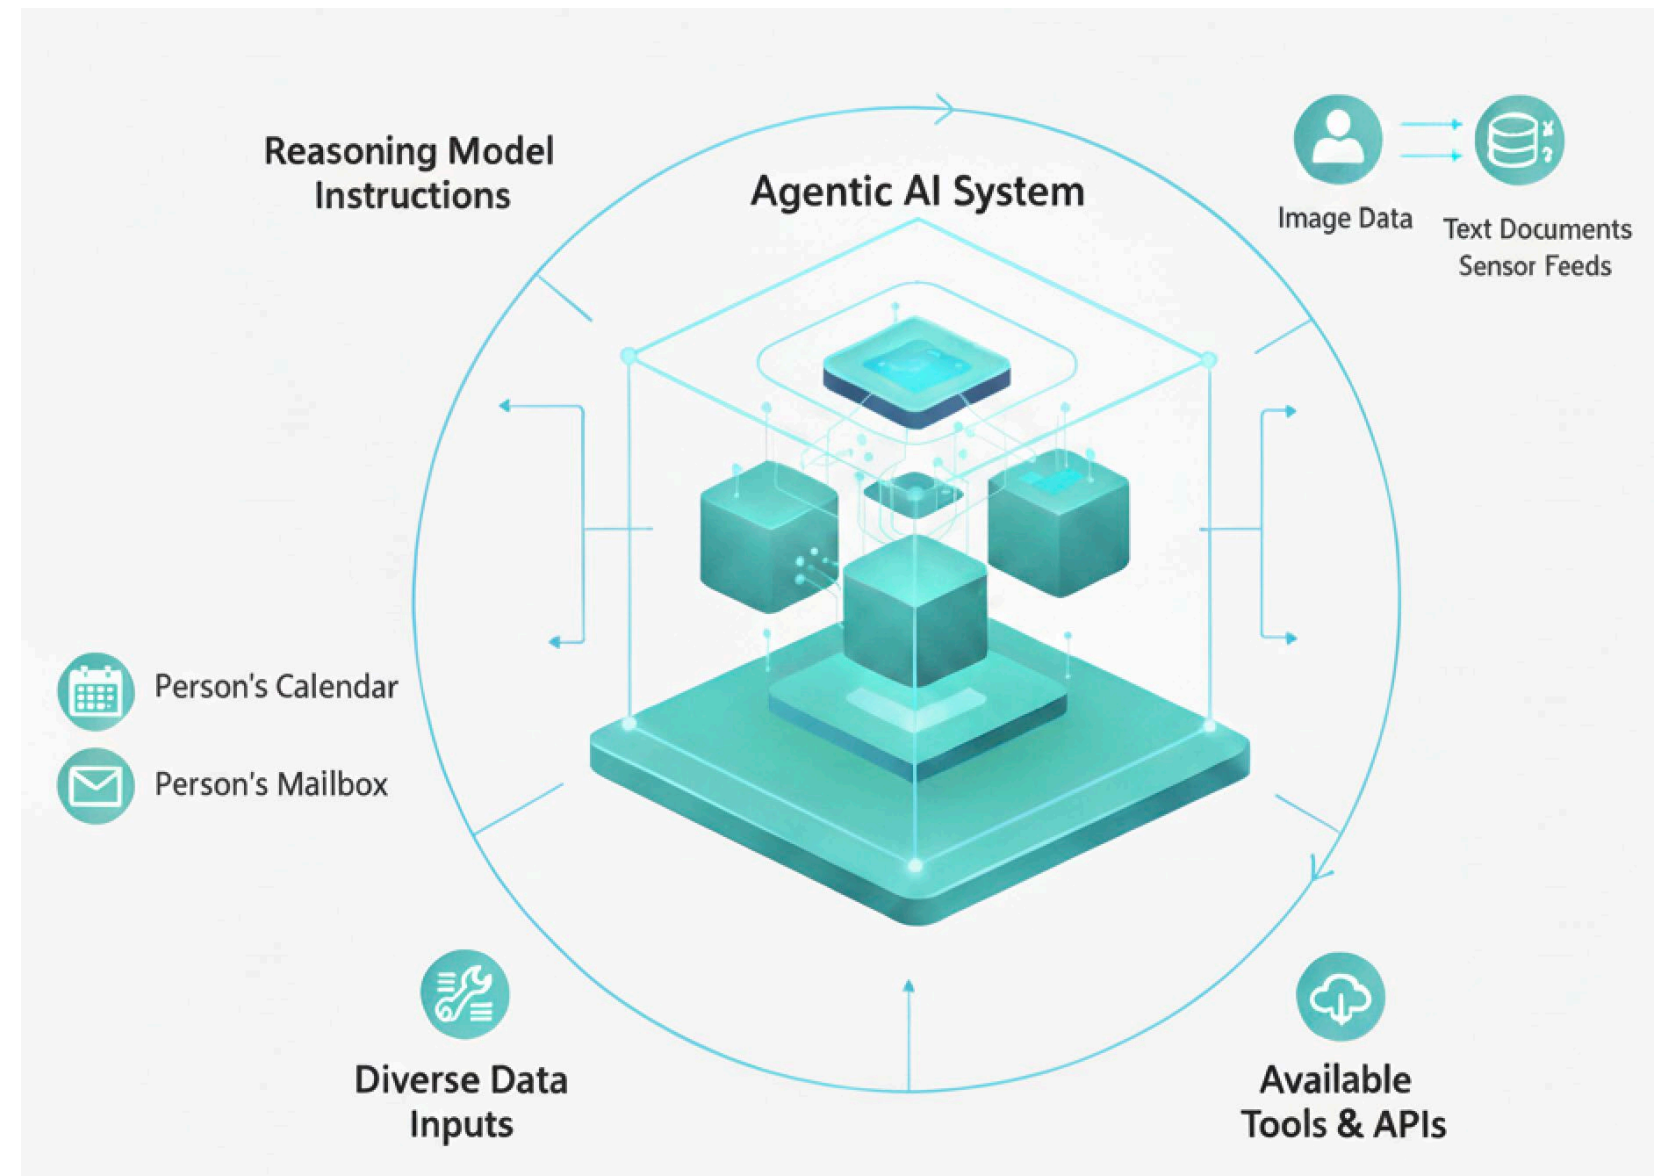 Reasoning Model
Instructions
Agentic AI System
Image Data
Text Documents
Sensor Feeds
Person's Calendar
Person's Mailbox
Diverse Data
Inputs
Available
Tools & APIs